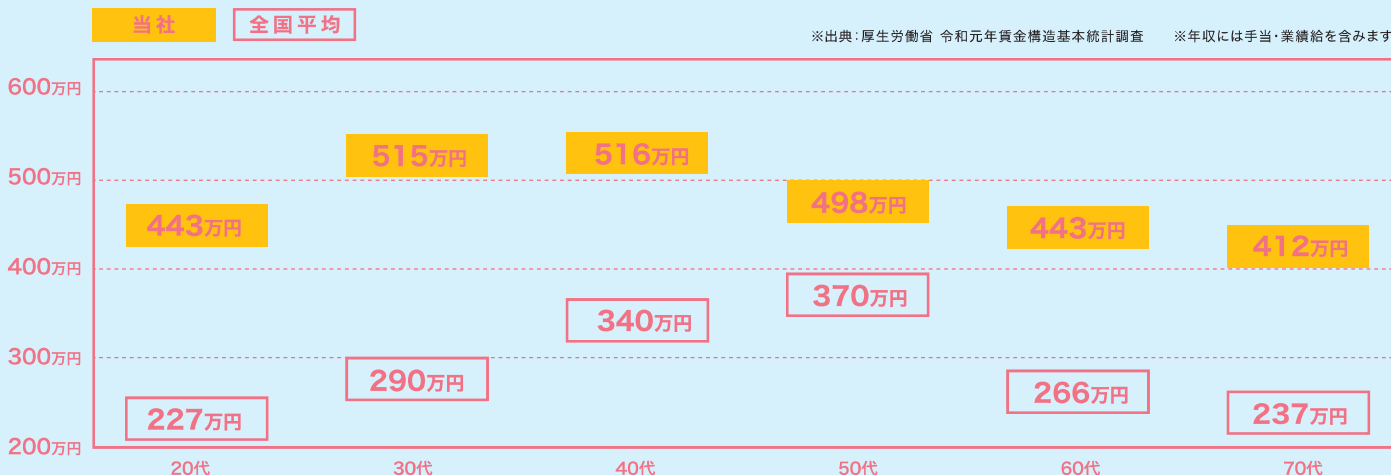 当社 全国平均
※出典：厚生労働省 令和元年賃金構造基本統計調査 ※年収には手当・業績給を含みます
600万円
515万円 516万円
500万円
498万円
443万円 443万円
412万円
400万円
370万円
340万円
300万円
290万円
266万円
227万円 237万円
200万円
20代 30代 40代 50代 60代 70代